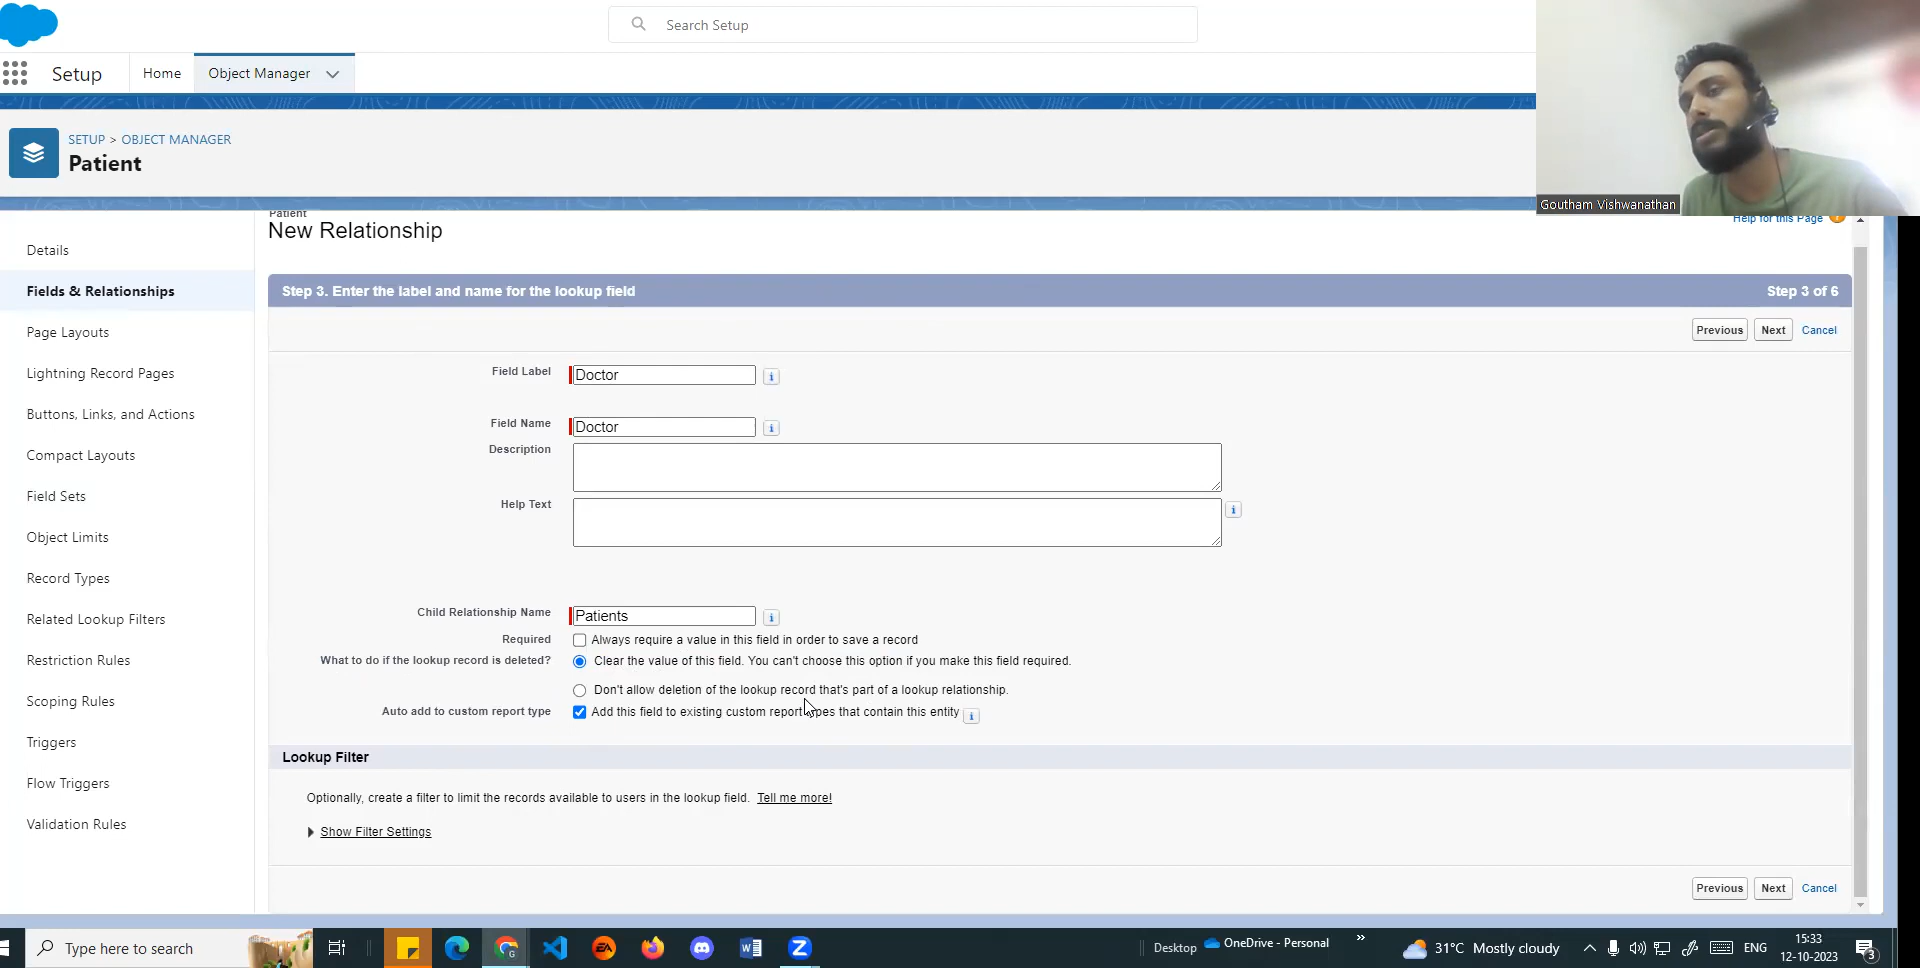 Search Setup
Setup
Home
Object Manager
SETUP > OBJECT MANAGER
Patient
Goutham Vishwanathan
Help for this Page
Patient
New Relationship
Details
Fields & Relationships
Page Layouts
Lightning Record Pages
Buttons, Links, and Actions
Compact Layouts
Field Sets
Object Limits
Record Types
Related Lookup Filters
Restriction Rules
Scoping Rules
Triggers
Flow Triggers
Validation Rules
Step 3. Enter the label and name for the lookup field
Step 3 of 6
Previous Next Cancel
Field Label Doctor
Field Name Doctor
Description
Help Text
Child Relationship Name Patients
Required Always require a value in this field in order to save a record
What to do if the lookup record is deleted? Clear the value of this field. You can't choose this option if you make this field required.
Don't allow deletion of the lookup record that's part of a lookup relationship.
Auto add to custom report type Add this field to existing custom report types that contain this entity
Lookup Filter
Optionally, create a filter to limit the records available to users in the lookup field. Tell me more!
Show Filter Settings
Previous Next Cancel
Type here to search
Desktop
OneDrive - Personal
31°C Mostly cloudy
ENG
15:33
12-10-2023
3